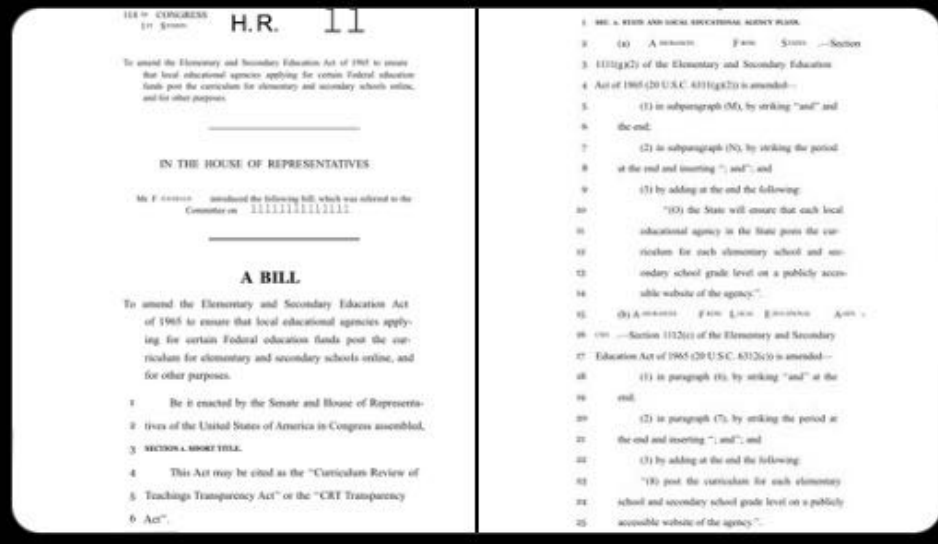 118 TH CONGRESS
1ST SESSION
H.R. 11
To amend the Elementary and Secondary Education Act of 1965 to ensure
that local educational agencies applying for certain Federal education
funds post the curriculum for elementary and secondary schools online,
and for other purposes.
IN THE HOUSE OF REPRESENTATIVES
Mr. F introduced the following bill; which was referred to the
Committee on
A BILL
To amend the Elementary and Secondary Education Act
of 1965 to ensure that local educational agencies apply-
ing for certain Federal education funds post the cur-
riculum for elementary and secondary schools online, and
for other purposes.
1 Be it enacted by the Senate and House of Representa-
2 tives of the United States of America in Congress assembled,
3 SECTION 1. SHORT TITLE.
4 This Act may be cited as the "Curriculum Review of
5 Teachings Transparency Act" or the "CRT Transparency
6 Act".
1 SEC. 2. STATE AND LOCAL EDUCATIONAL AGENCY PLANS.
2 (a) ASSURANCES FROM STATES.—Section
3 1111(g)(2) of the Elementary and Secondary Education
4 Act of 1965 (20 U.S.C. 6311(g)(2)) is amended—
5 (1) in subparagraph (M), by striking "and" and
6 the end;
7 (2) in subparagraph (N), by striking the period
8 at the end and inserting "; and"; and
9 (3) by adding at the end the following:
10 "(O) the State will ensure that each local
11 educational agency in the State posts the cur-
12 riculum for each elementary school and sec-
13 ondary school grade level on a publicly acces-
14 sible website of the agency.".
15 (b) ASSURANCES FROM LOCAL EDUCATIONAL AGEN
16 CIES.—Section 1112(c) of the Elementary and Secondary
17 Education Act of 1965 (20 U.S.C. 6312(c)) is amended—
18 (1) in paragraph (6), by striking "and" at the
19 end;
20 (2) in paragraph (7), by striking the period at
21 the end and inserting "; and"; and
22 (3) by adding at the end the following:
23 "(8) post the curriculum for each elementary
24 school and secondary school grade level on a publicly
25 accessible website of the agency.".